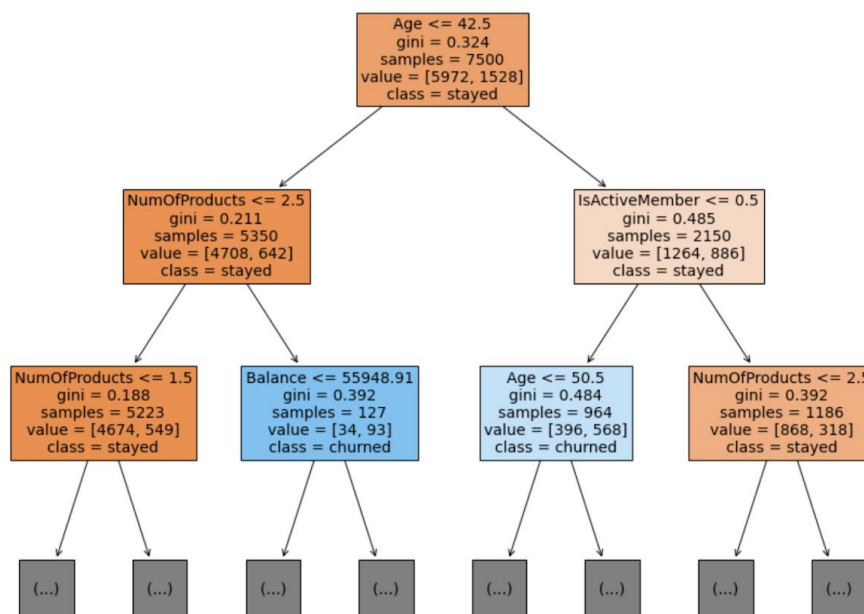 Age <= 42.5
gini = 0.324
samples = 7500
value = [5972, 1528]
class = stayed
NumOfProducts <= 2.5
gini = 0.211
samples = 5350
value = [4708, 642]
class = stayed
IsActiveMember <= 0.5
gini = 0.485
samples = 2150
value = [1264, 886]
class = stayed
NumOfProducts <= 1.5
gini = 0.188
samples = 5223
value = [4674, 549]
class = stayed
Balance <= 55948.91
gini = 0.392
samples = 127
value = [34, 93]
class = churned
Age <= 50.5
gini = 0.484
samples = 964
value = [396, 568]
class = churned
NumOfProducts <= 2.5
gini = 0.392
samples = 1186
value = [868, 318]
class = stayed
(...)
(...)
(...)
(...)
(...)
(...)
(...)
(...)